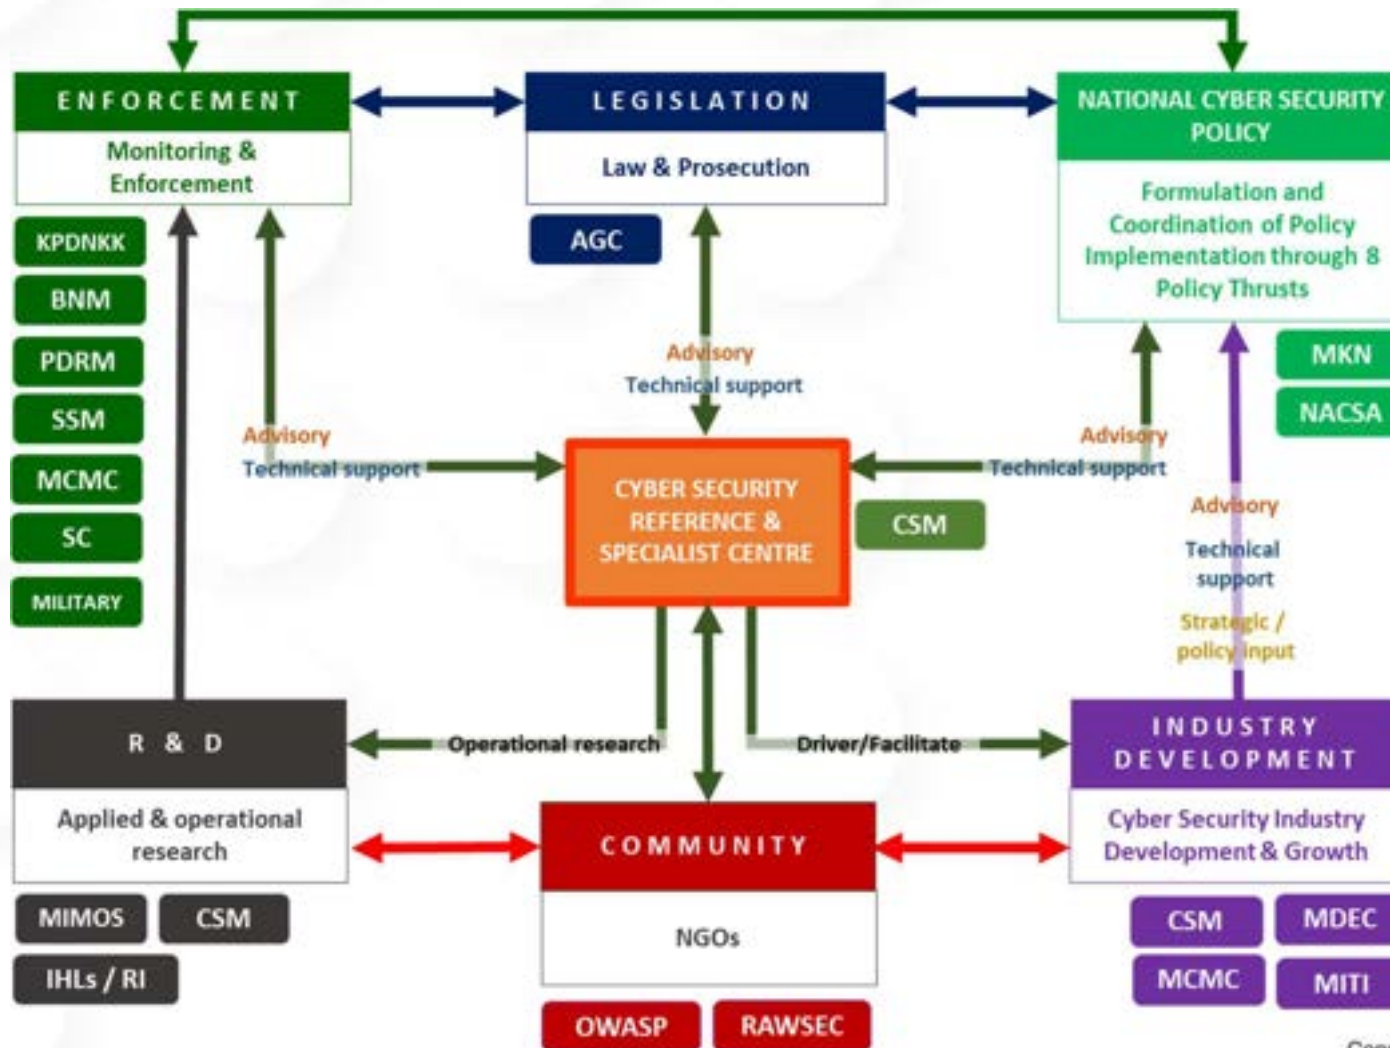 ENFORCEMENT
Monitoring &
Enforcement
KPDNKK
BNM
PDRM
SSM
MCMC
SC
MILITARY
LEGISLATION
Law & Prosecution
AGC
NATIONAL CYBER SECURITY
POLICY
Formulation and
Coordination of Policy
Implementation through 8
Policy Thrusts
MKN
NACSA
Advisory
Technical support
Advisory
Technical support
Advisory
Technical support
CYBER SECURITY
REFERENCE &
SPECIALIST CENTRE
CSM
Advisory
Technical
support
Strategic /
policy input
Operational research
Driver/Facilitate
R & D
Applied & operational
research
MIMOS
CSM
IHLs / RI
COMMUNITY
NGOs
OWASP
RAWSEC
INDUSTRY
DEVELOPMENT
Cyber Security Industry
Development & Growth
CSM
MDEC
MCMC
MITI